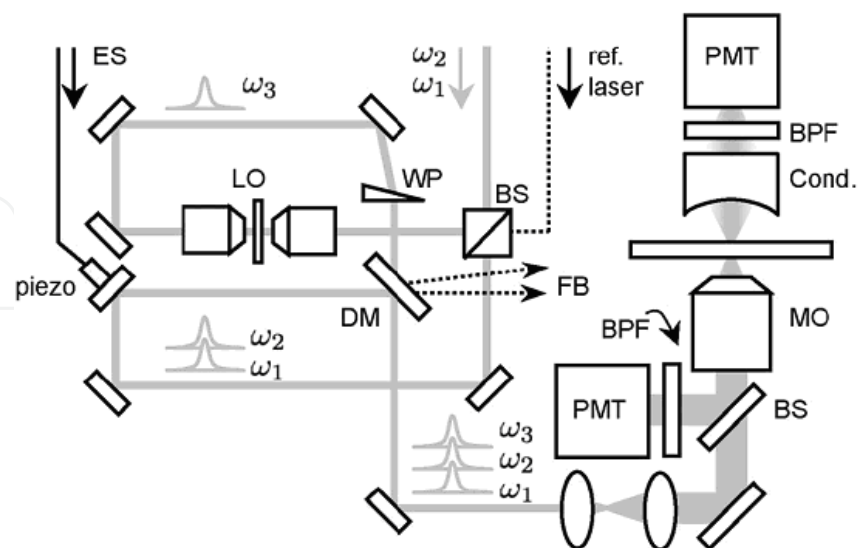 ES
ω3
ω2
ω1
ref.
laser
PMT
BPF
Cond.
LO
WP
BS
piezo
DM
FB
BPF
MO
ω2
ω1
PMT
BS
ω3
ω2
ω1